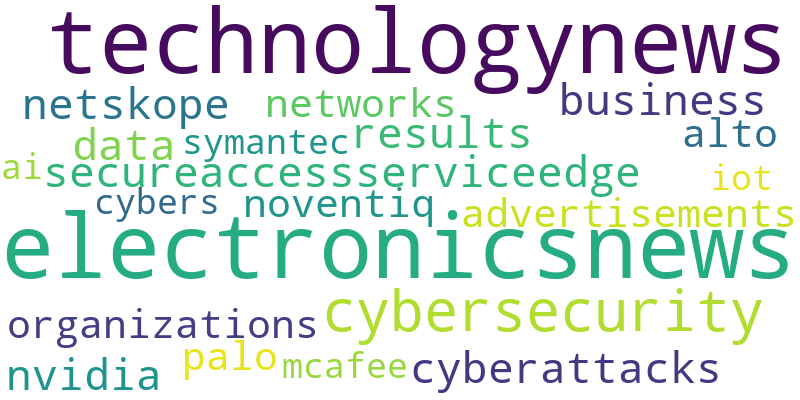 technologynews
netskope networks business
data symantec results alto
ai secureaccessserviceedge iot
cybers noventiq advertisements
electronicsnews
organizations cybersecurity
nvidia palo mcafee cyberattacks